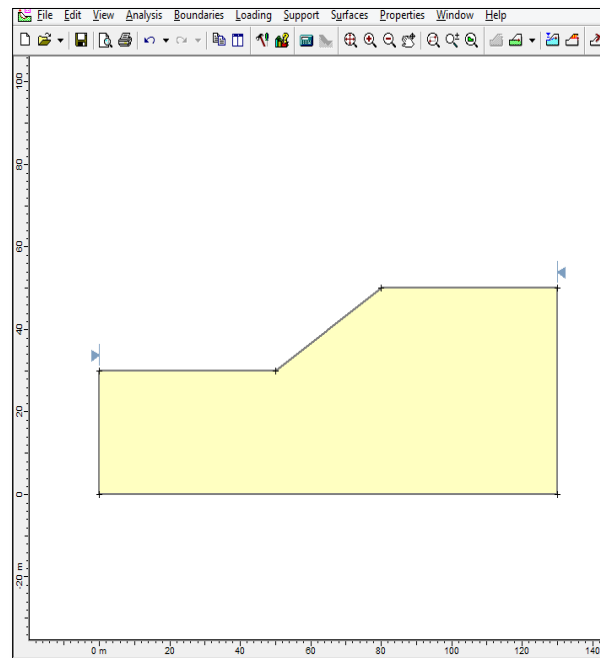 File Edit View Analysis Boundaries Loading Support Surfaces Properties Window Help
100
80
60
40
20
0
-20 m
0 m 20 40 60 80 100 120 140